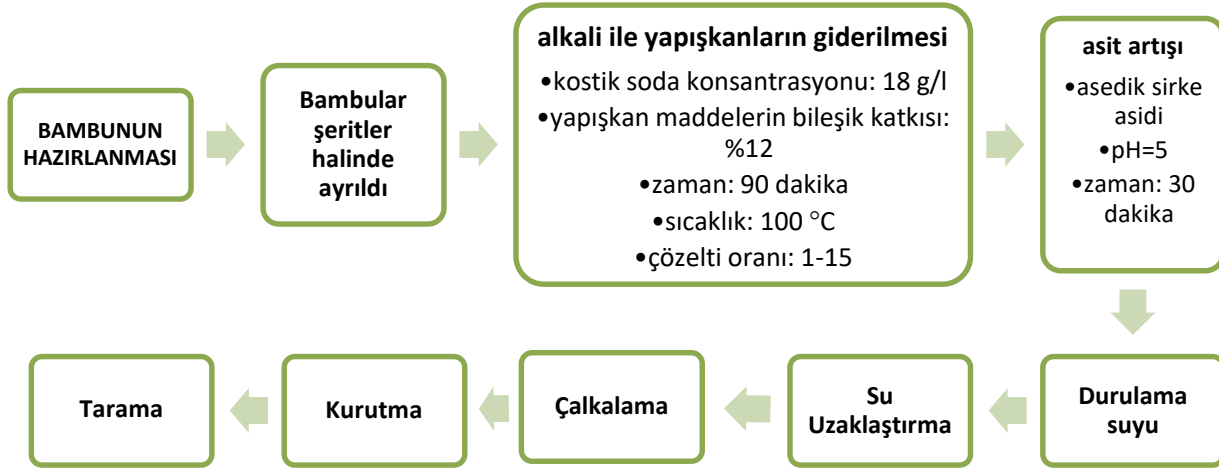 BAMBUNUN
HAZIRLANMASI
Bambular
şeritler
halinde
ayrıldı
alkali ile yapışkanların giderilmesi
•kostik soda konsantrasyonu: 18 g/l
•yapışkan maddelerin bileşik katkısı:
%12
•zaman: 90 dakika
•sıcaklık: 100 °C
•çözelti oranı: 1-15
asit artışı
•asedik sirke
asidi
•pH=5
•zaman: 30
dakika
Durulama
suyu
Su
Uzaklaştırma
Çalkalama
Kurutma
Tarama